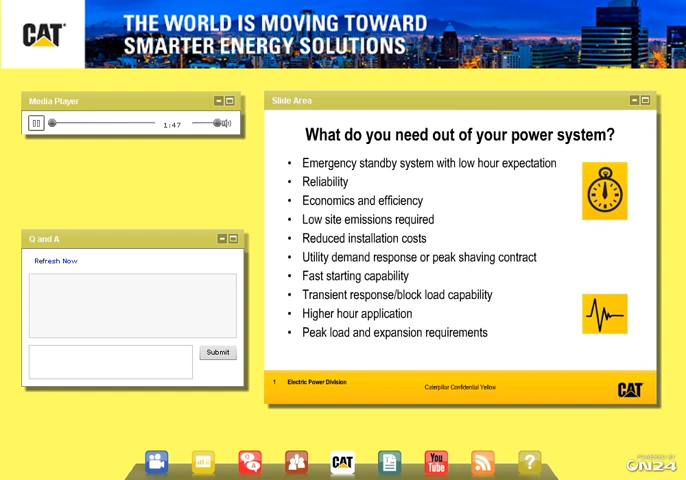 CAT
THE WORLD IS MOVING TOWARD
SMARTER ENERGY SOLUTIONS
Media Player
1:47
Q and A
Refresh Now
Submit
Slide Area
What do you need out of your power system?
• Emergency standby system with low hour expectation
• Reliability
• Economics and efficiency
• Low site emissions required
• Reduced installation costs
• Utility demand response or peak shaving contract
• Fast starting capability
• Transient response/block load capability
• Higher hour application
• Peak load and expansion requirements
1 Electric Power Division
Caterpillar Confidential Yellow
CAT
Q
A
CAT
You
Tube
?
POWERED BY
ON24